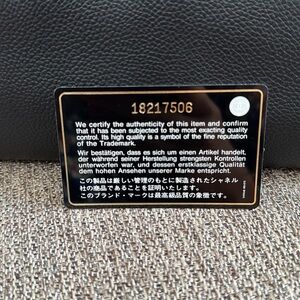 18217506
We certify the authenticity of this item and confirm
that it has been subjected to the most exacting quality
control. Its high quality is a symbol of the fine reputation
of the Trademark.
Wir bestätigen, dass es sich um einen Artikel handelt,
der während seiner Herstellung strengsten Kontrollen
unterworfen war, und dessen erstklassige Qualität
dem hohen Ansehen unserer Marke entspricht.
この製品は厳しい管理のもとに製造されたシャネル
社の商品であることを証明いたします。
このブランド・マークは最高級品質の象徴です。